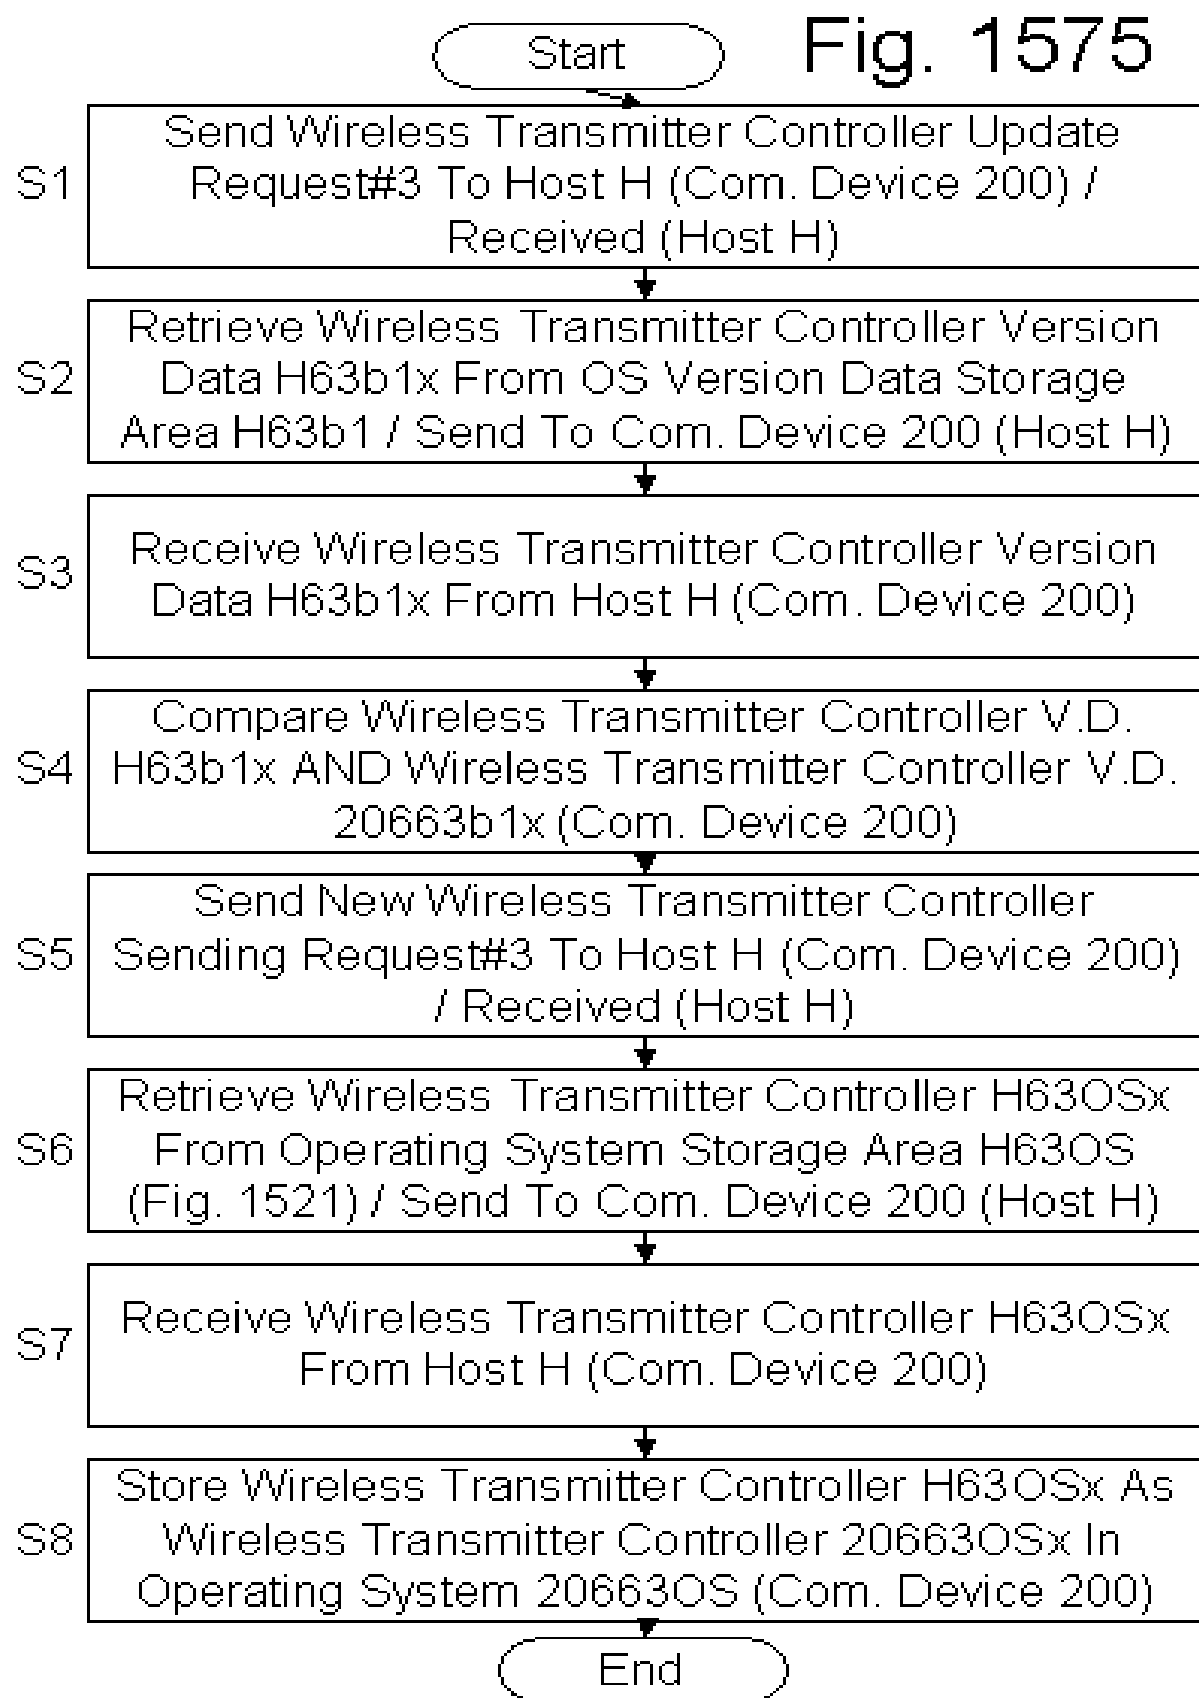 Start
Fig. 1575
S1
Send Wireless Transmitter Controller Update
Request#3 To Host H (Com. Device 200) /
Received (Host H)
S2
Retrieve Wireless Transmitter Controller Version
Data H63b1x From OS Version Data Storage
Area H63b1 / Send To Com. Device 200 (Host H)
S3
Receive Wireless Transmitter Controller Version
Data H63b1x From Host H (Com. Device 200)
S4
Compare Wireless Transmitter Controller V.D.
H63b1x AND Wireless Transmitter Controller V.D.
20663b1x (Com. Device 200)
S5
Send New Wireless Transmitter Controller
Sending Request#3 To Host H (Com. Device 200)
/ Received (Host H)
S6
Retrieve Wireless Transmitter Controller H63OSx
From Operating System Storage Area H63OS
(Fig. 1521) / Send To Com. Device 200 (Host H)
S7
Receive Wireless Transmitter Controller H63OSx
From Host H (Com. Device 200)
S8
Store Wireless Transmitter Controller H63OSx As
Wireless Transmitter Controller 20663OSx In
Operating System 20663OS (Com. Device 200)
End